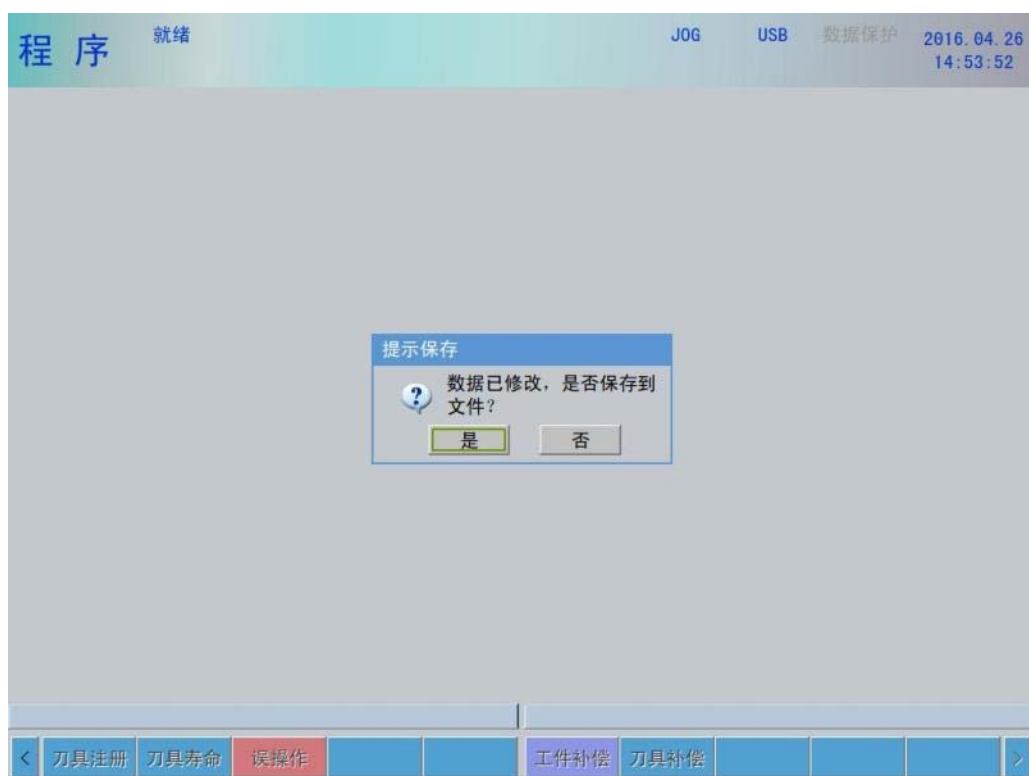 程 序
就绪
JOG
USB
数据保护
2016.04.26
14:53:52
提示保存
数据已修改，是否保存到
文件？
是
否
<
刀具注册
刀具寿命
误操作
工件补偿
刀具补偿
>